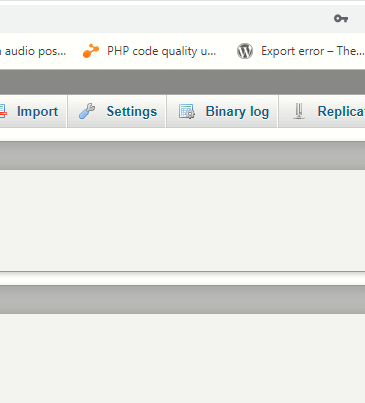 audio pos... PHP code quality u... Export error – The...
Import Settings Binary log Replica